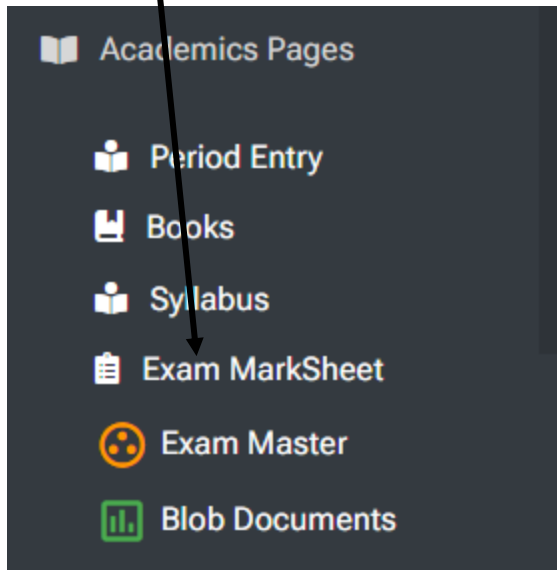 Academics Pages
Period Entry
Books
Syllabus
Exam MarkSheet
Exam Master
Blob Documents